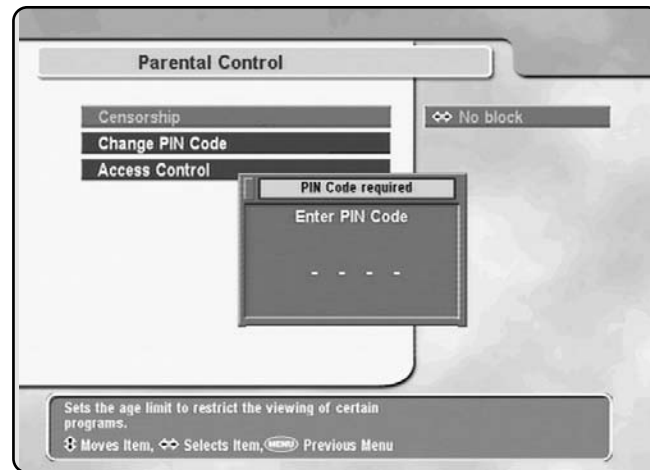 Parental Control
Censorship
No block
Change PIN Code
Access Control
PIN Code required
Enter PIN Code
- - - -
Sets the age limit to restrict the viewing of certain
programs.
Moves Item, Selects Item, MENU Previous Menu